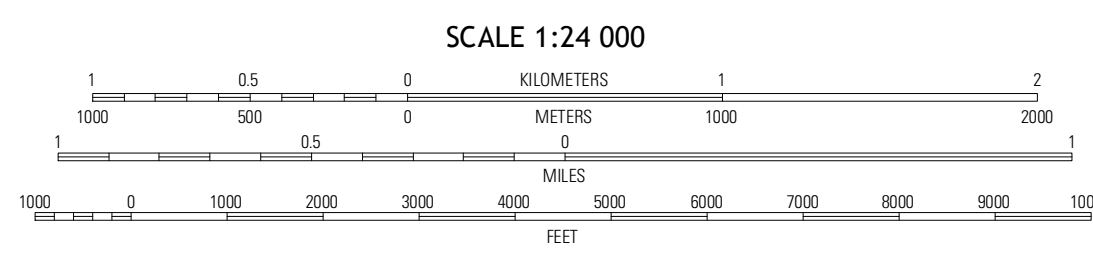 SCALE 1:24 000
1 0.5 0 KILOMETERS 1 2
1000 500 0 METERS 1000 2000
1 0.5 0 1
MILES
1000 0 1000 2000 3000 4000 5000 6000 7000 8000 9000 100
FEET